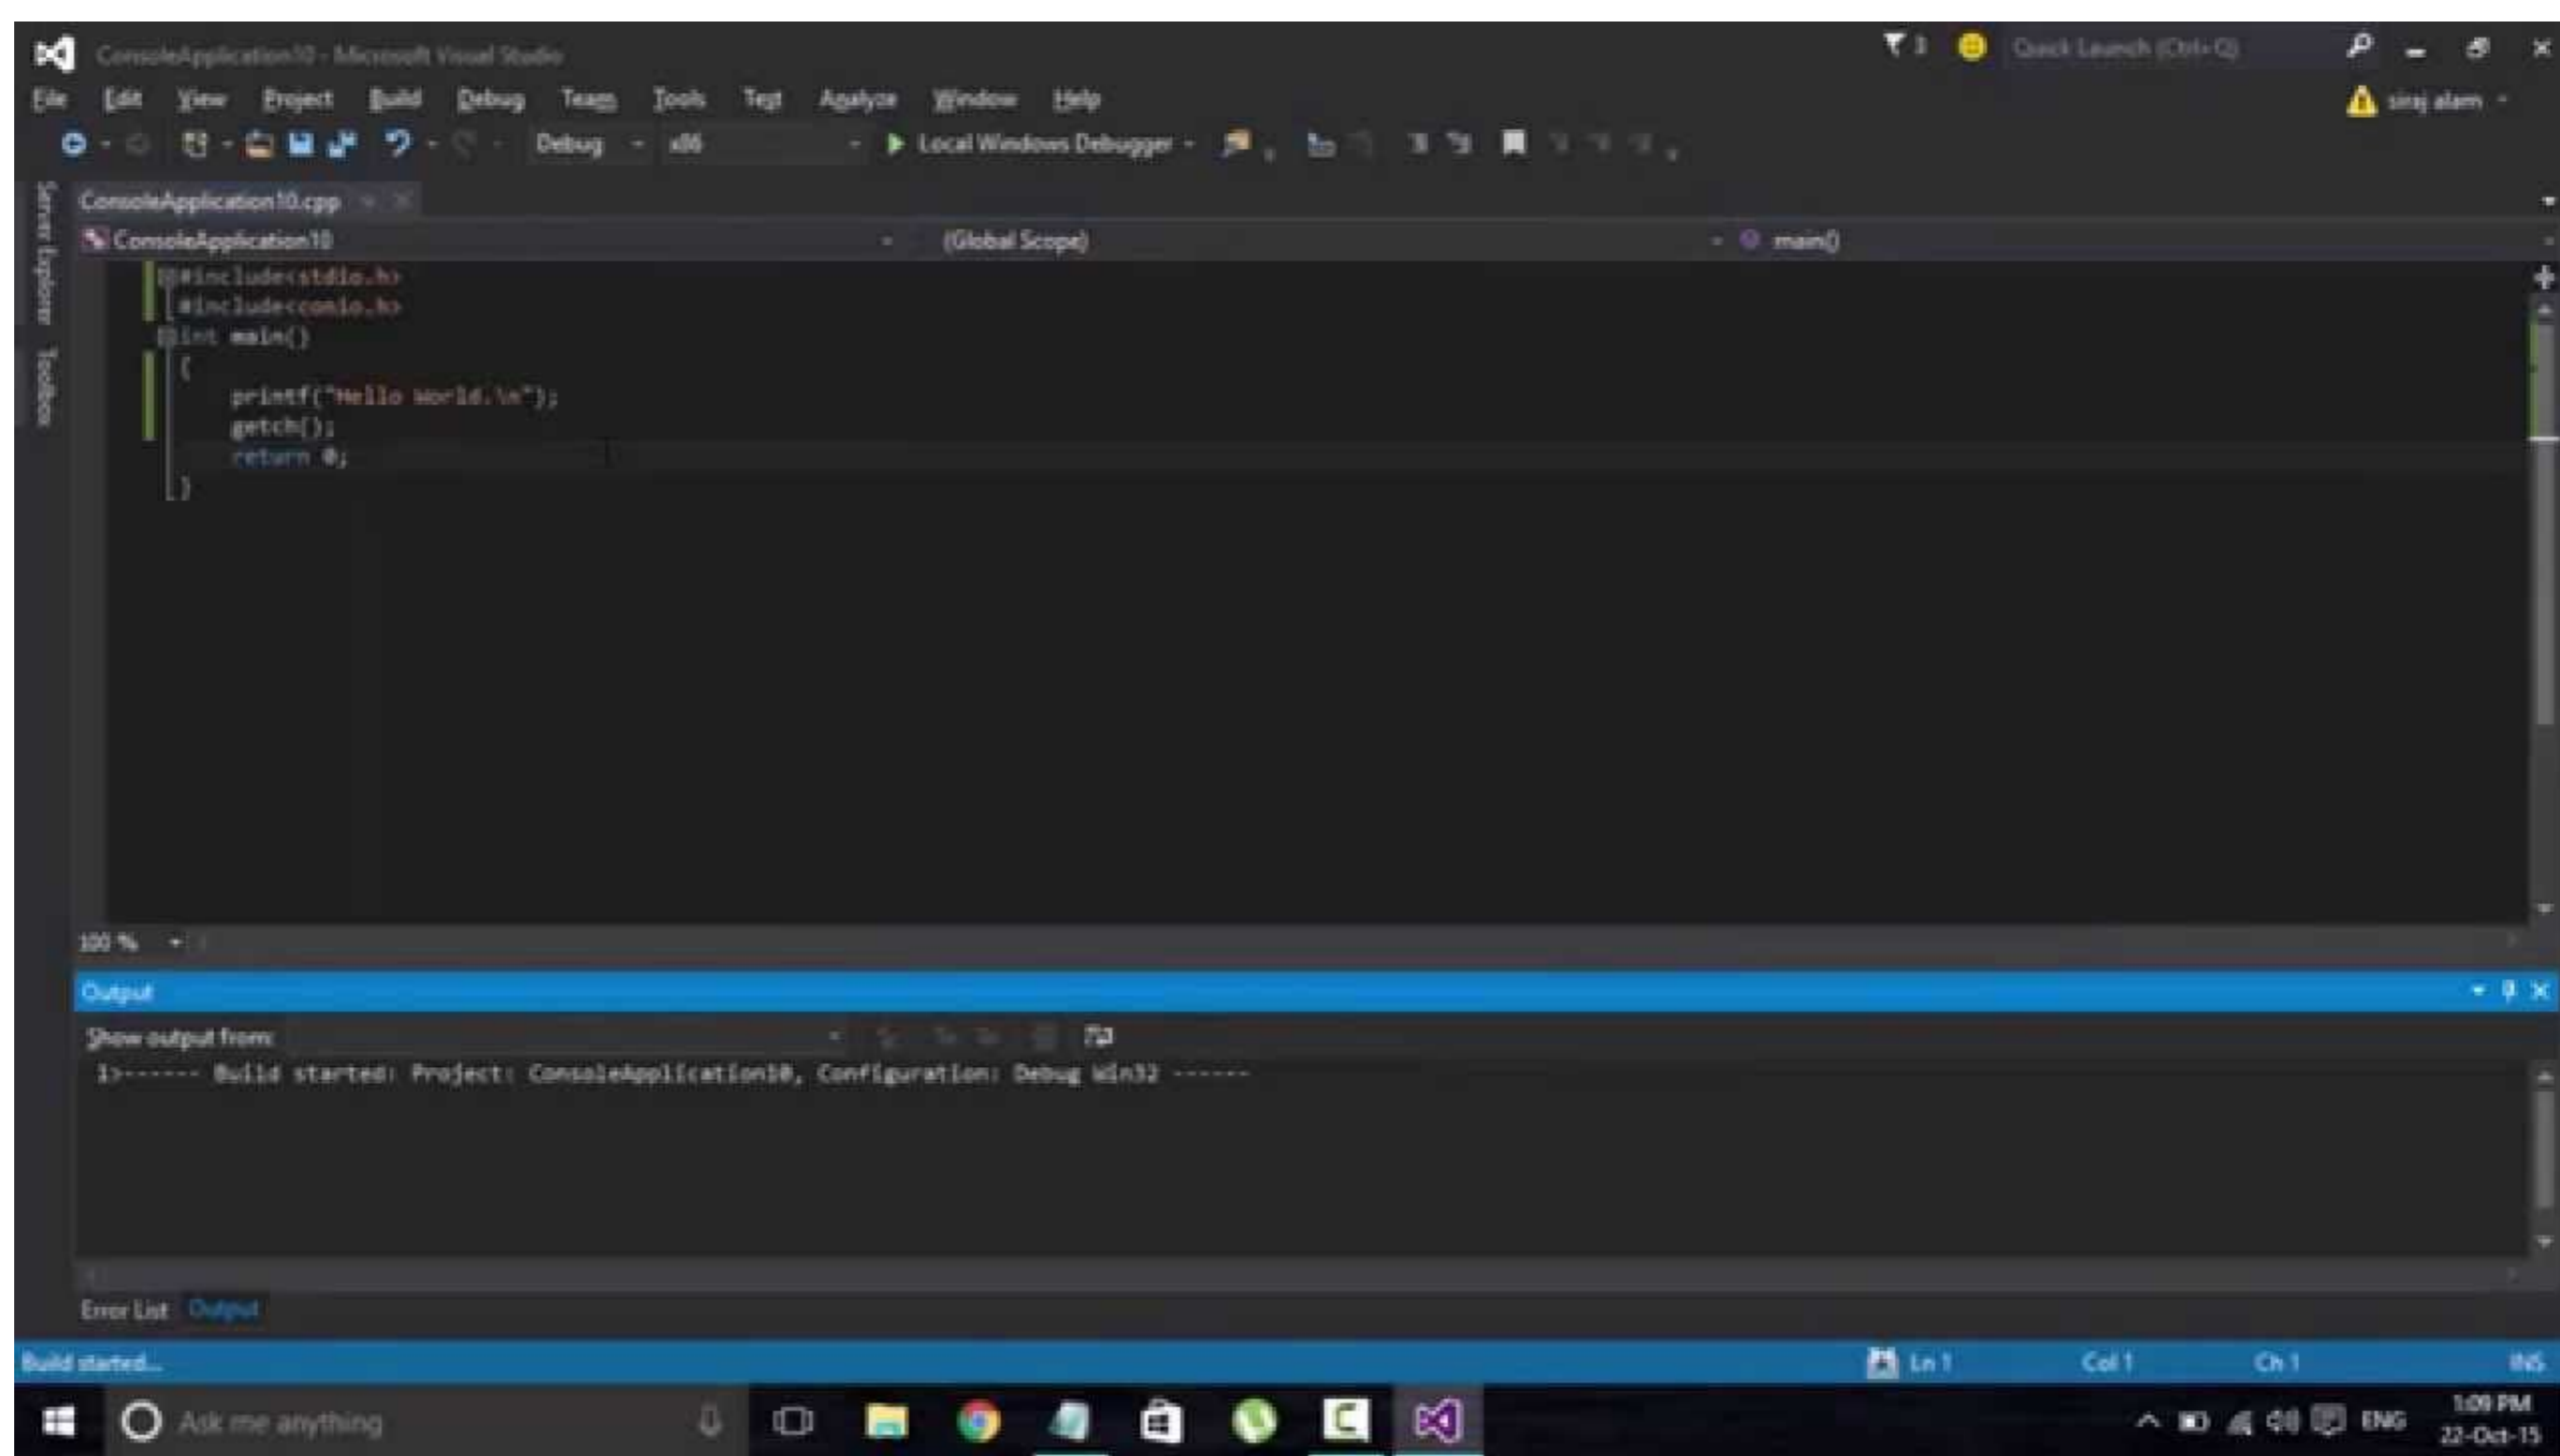 ConsoleApplication10 - Microsoft Visual Studio
3
Quick Launch (Ctrl+Q)
File Edit View Project Build Debug Team Tools Test Analyze Window Help
siraj alam
Debug x86 Local Windows Debugger
Server Explorer
Toolbox
ConsoleApplication10.cpp
ConsoleApplication10 (Global Scope) main()
#include<stdio.h>
#include<conio.h>
int main()
{
printf("Hello World.\n");
getch();
return 0;
}
100 %
Output
Show output from:
1>------ Build started: Project: ConsoleApplication10, Configuration: Debug Win32 ------
Error List Output
Build started... Ln 1 Col 1 Ch 1 INS
Ask me anything
ENG
1:09 PM
22-Oct-15